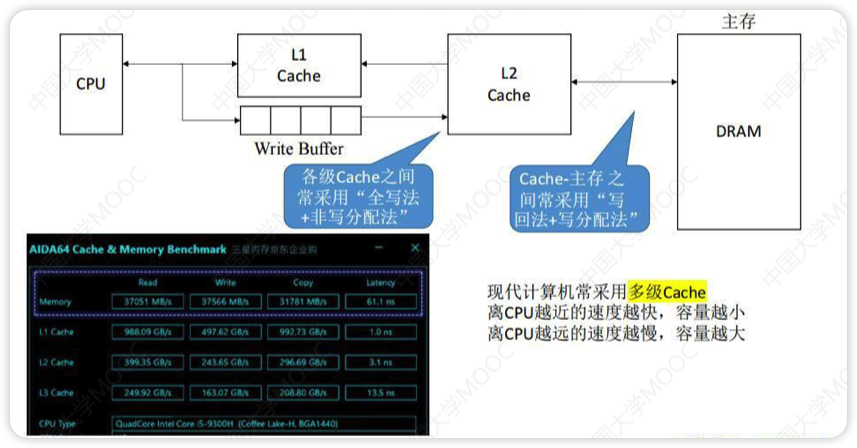 主存
CPU
L1
Cache
L2
Cache
DRAM
Write Buffer
各级Cache之间
常采用“全写法
+非写分配法”
Cache-主存 之
间常采用“写
回法+写分配法”
AIDA64 Cache & Memory Benchmark 三星内存京东企业购
Read Write Copy Latency
Memory 37051 MB/s 37566 MB/s 31781 MB/s 61.1 ns
L1 Cache 988.09 GB/s 497.62 GB/s 992.73 GB/s 1.0 ns
L2 Cache 399.35 GB/s 243.65 GB/s 296.69 GB/s 3.1 ns
L3 Cache 249.92 GB/s 163.07 GB/s 208.80 GB/s 13.5 ns
CPU Type QuadCore Intel Core i5-9300H (Coffee Lake-H, BGA1440)
现代计算机常采用多级Cache
离CPU越近的速度越快，容量越小
离CPU越远的速度越慢，容量越大
中国大学MOOC